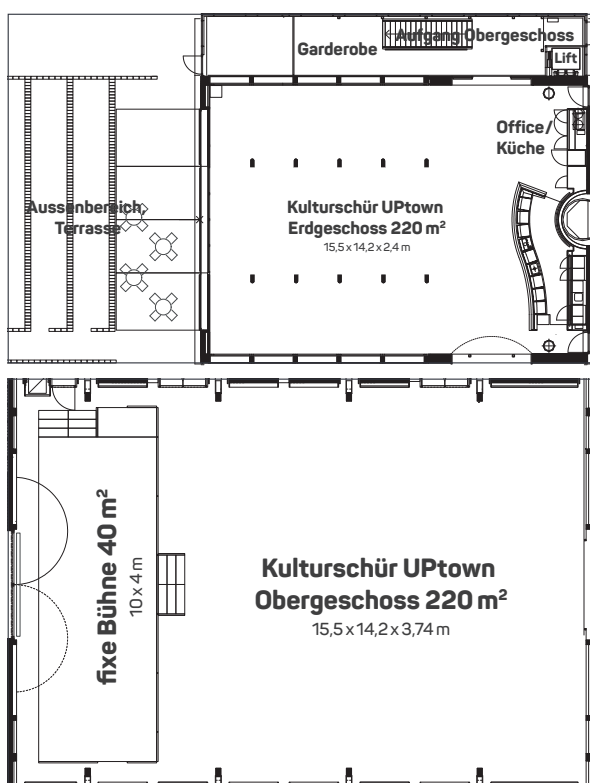 Aufgang Obergeschoss
Garderobe
Lift
Office/
Küche
Aussenbereich,
Terrasse
Kulturschür UPtown
Erdgeschoss 220 m²
15,5 x 14,2 x 2,4 m
fixe Bühne 40 m²
10 x 4 m
Kulturschür UPtown
Obergeschoss 220 m²
15,5 x 14,2 x 3,74 m